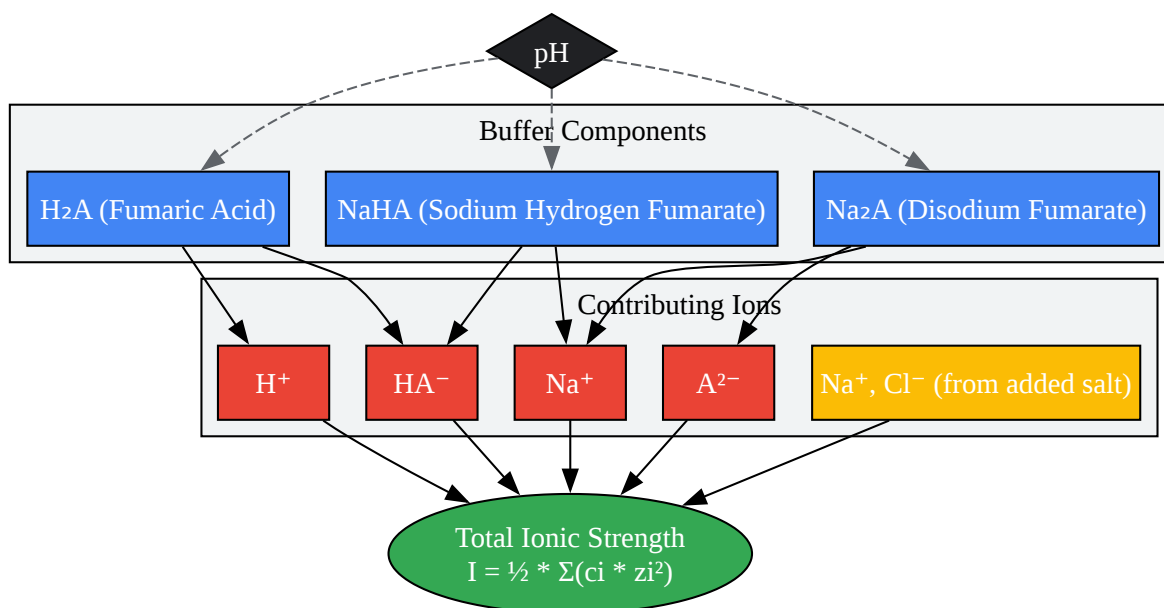 pH
Buffer Components
H₂A (Fumaric Acid)
NaHA (Sodium Hydrogen Fumarate)
Na₂A (Disodium Fumarate)
Contributing Ions
H⁺
HA⁻
Na⁺
A²⁻
Na⁺, Cl⁻ (from added salt)
Total Ionic Strength
I = ½ * Σ(ci * zi²)